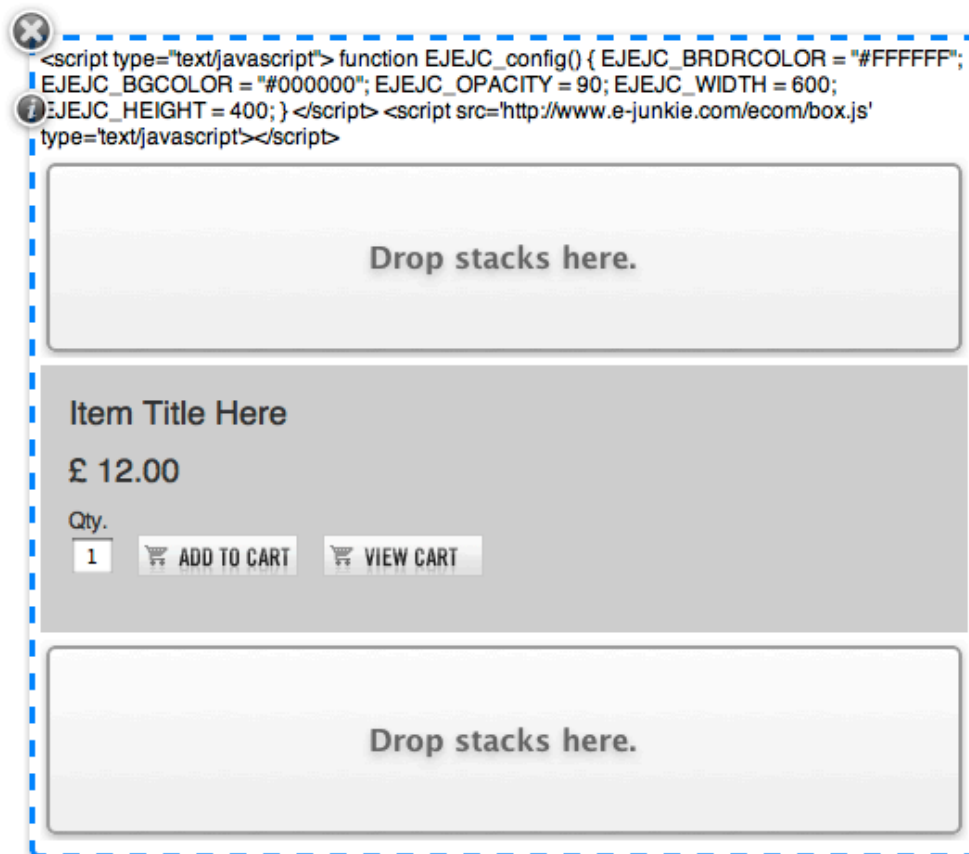 <script type="text/javascript"> function EJEJC_config() { EJEJC_BRDRCOLOR = "#FFFFFF";
EJEJC_BGCOLOR = "#000000"; EJEJC_OPACITY = 90; EJEJC_WIDTH = 600;
EJEJC_HEIGHT = 400; } </script> <script src='http://www.e-junkie.com/ecom/box.js'
type='text/javascript'></script>
Drop stacks here.
Item Title Here
£ 12.00
Qty.
1 ADD TO CART VIEW CART
Drop stacks here.